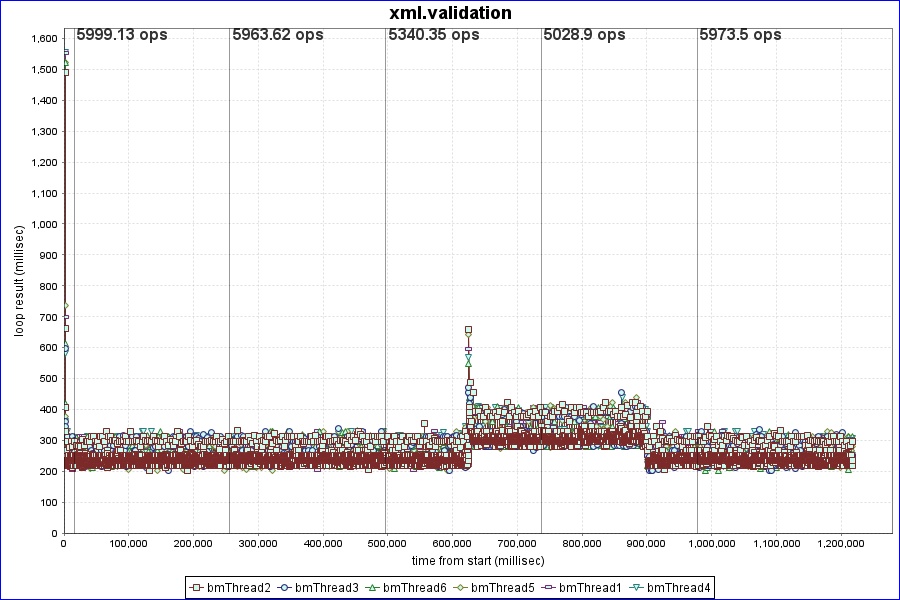 xml.validation
5999.13 ops 5963.62 ops 5340.35 ops 5028.9 ops 5973.5 ops
1,600
1,500
1,400
1,300
1,200
1,100
1,000
900
800
700
600
500
400
300
200
100
0
loop result (millisec)
0 100,000 200,000 300,000 400,000 500,000 600,000 700,000 800,000 900,000 1,000,000 1,100,000 1,200,000
time from start (millisec)
bmThread2 bmThread3 bmThread6 bmThread5 bmThread1 bmThread4